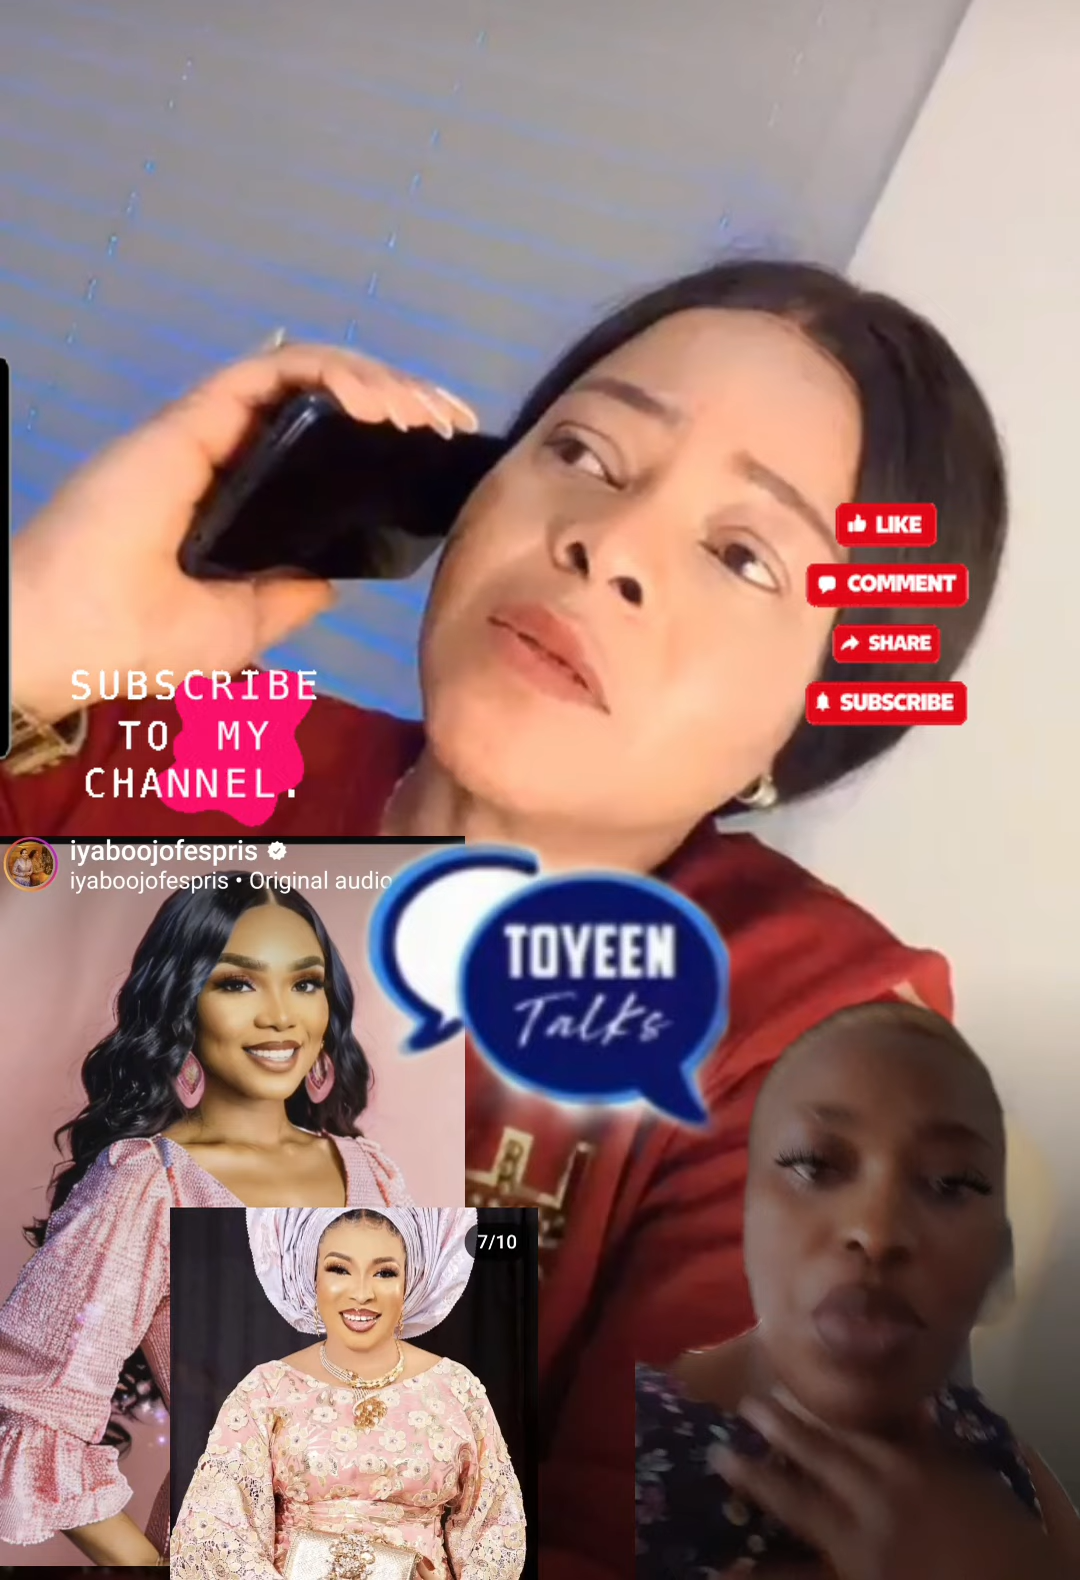 LIKE
COMMENT
SHARE
SUBSCRIBE
SUBSCRIBE
TO MY
CHANNEL.
iyaboojofespris
iyaboojofespris • Original audio
TOYEEN
Talks
7/10